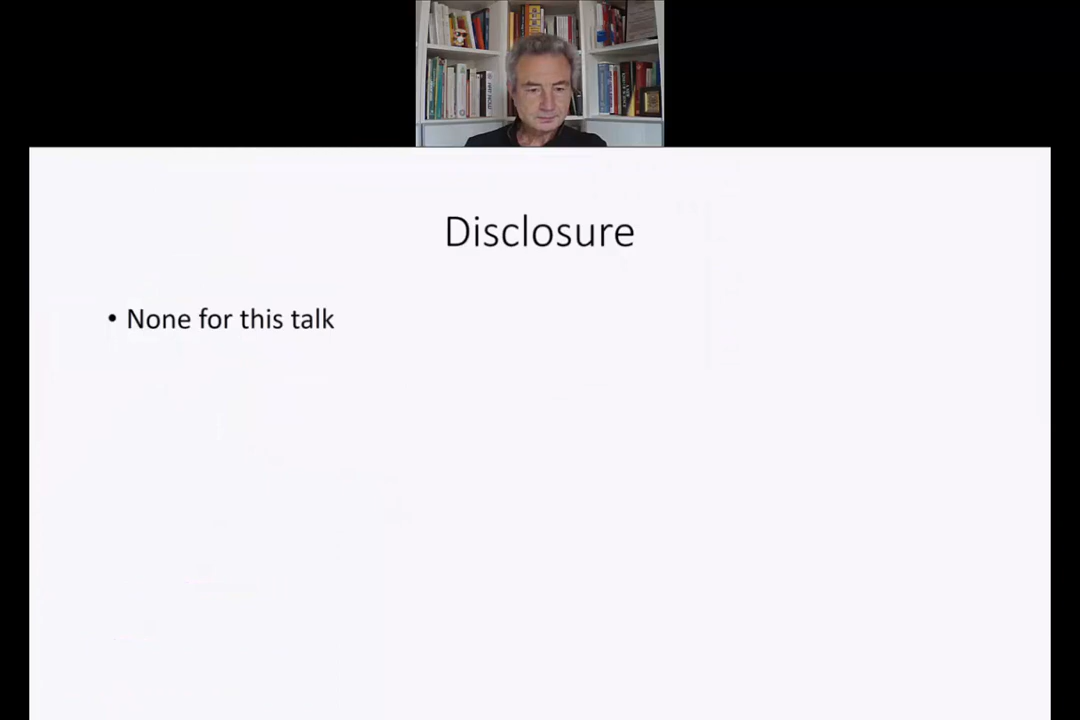 Disclosure
• None for this talk